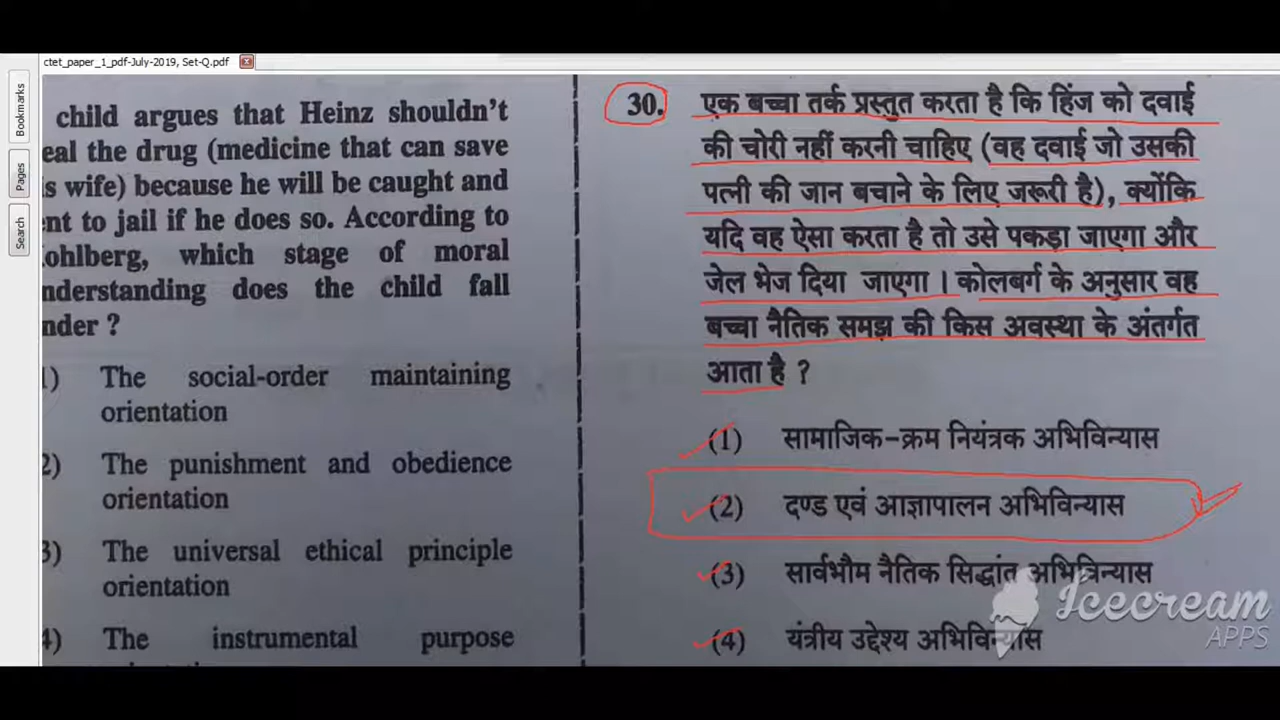 ctet_paper_1_pdf-July-2019, Set-Q.pdf
Bookmarks
Pages
Search
child argues that Heinz shouldn't
eal the drug (medicine that can save
is wife) because he will be caught and
ent to jail if he does so. According to
ohlberg, which stage of moral
nderstanding does the child fall
nder ?
1) The social-order maintaining
orientation
2) The punishment and obedience
orientation
3) The universal ethical principle
orientation
4) The instrumental purpose
30. एक बच्चा तर्क प्रस्तुत करता है कि हिंज को दवाई
की चोरी नहीं करनी चाहिए (वह दवाई जो उसकी
पत्नी की जान बचाने के लिए जरूरी है), क्योंकि
यदि वह ऐसा करता है तो उसे पकड़ा जाएगा और
जेल भेज दिया जाएगा । कोलबर्ग के अनुसार वह
बच्चा नैतिक समझ की किस अवस्था के अंतर्गत
आता है ?
(1) सामाजिक-क्रम नियंत्रक अभिविन्यास
(2) दण्ड एवं आज्ञापालन अभिविन्यास
(3) सार्वभौम नैतिक सिद्धांत अभिविन्यास
(4) यंत्रीय उद्देश्य अभिविन्यास
Icecream
APPS